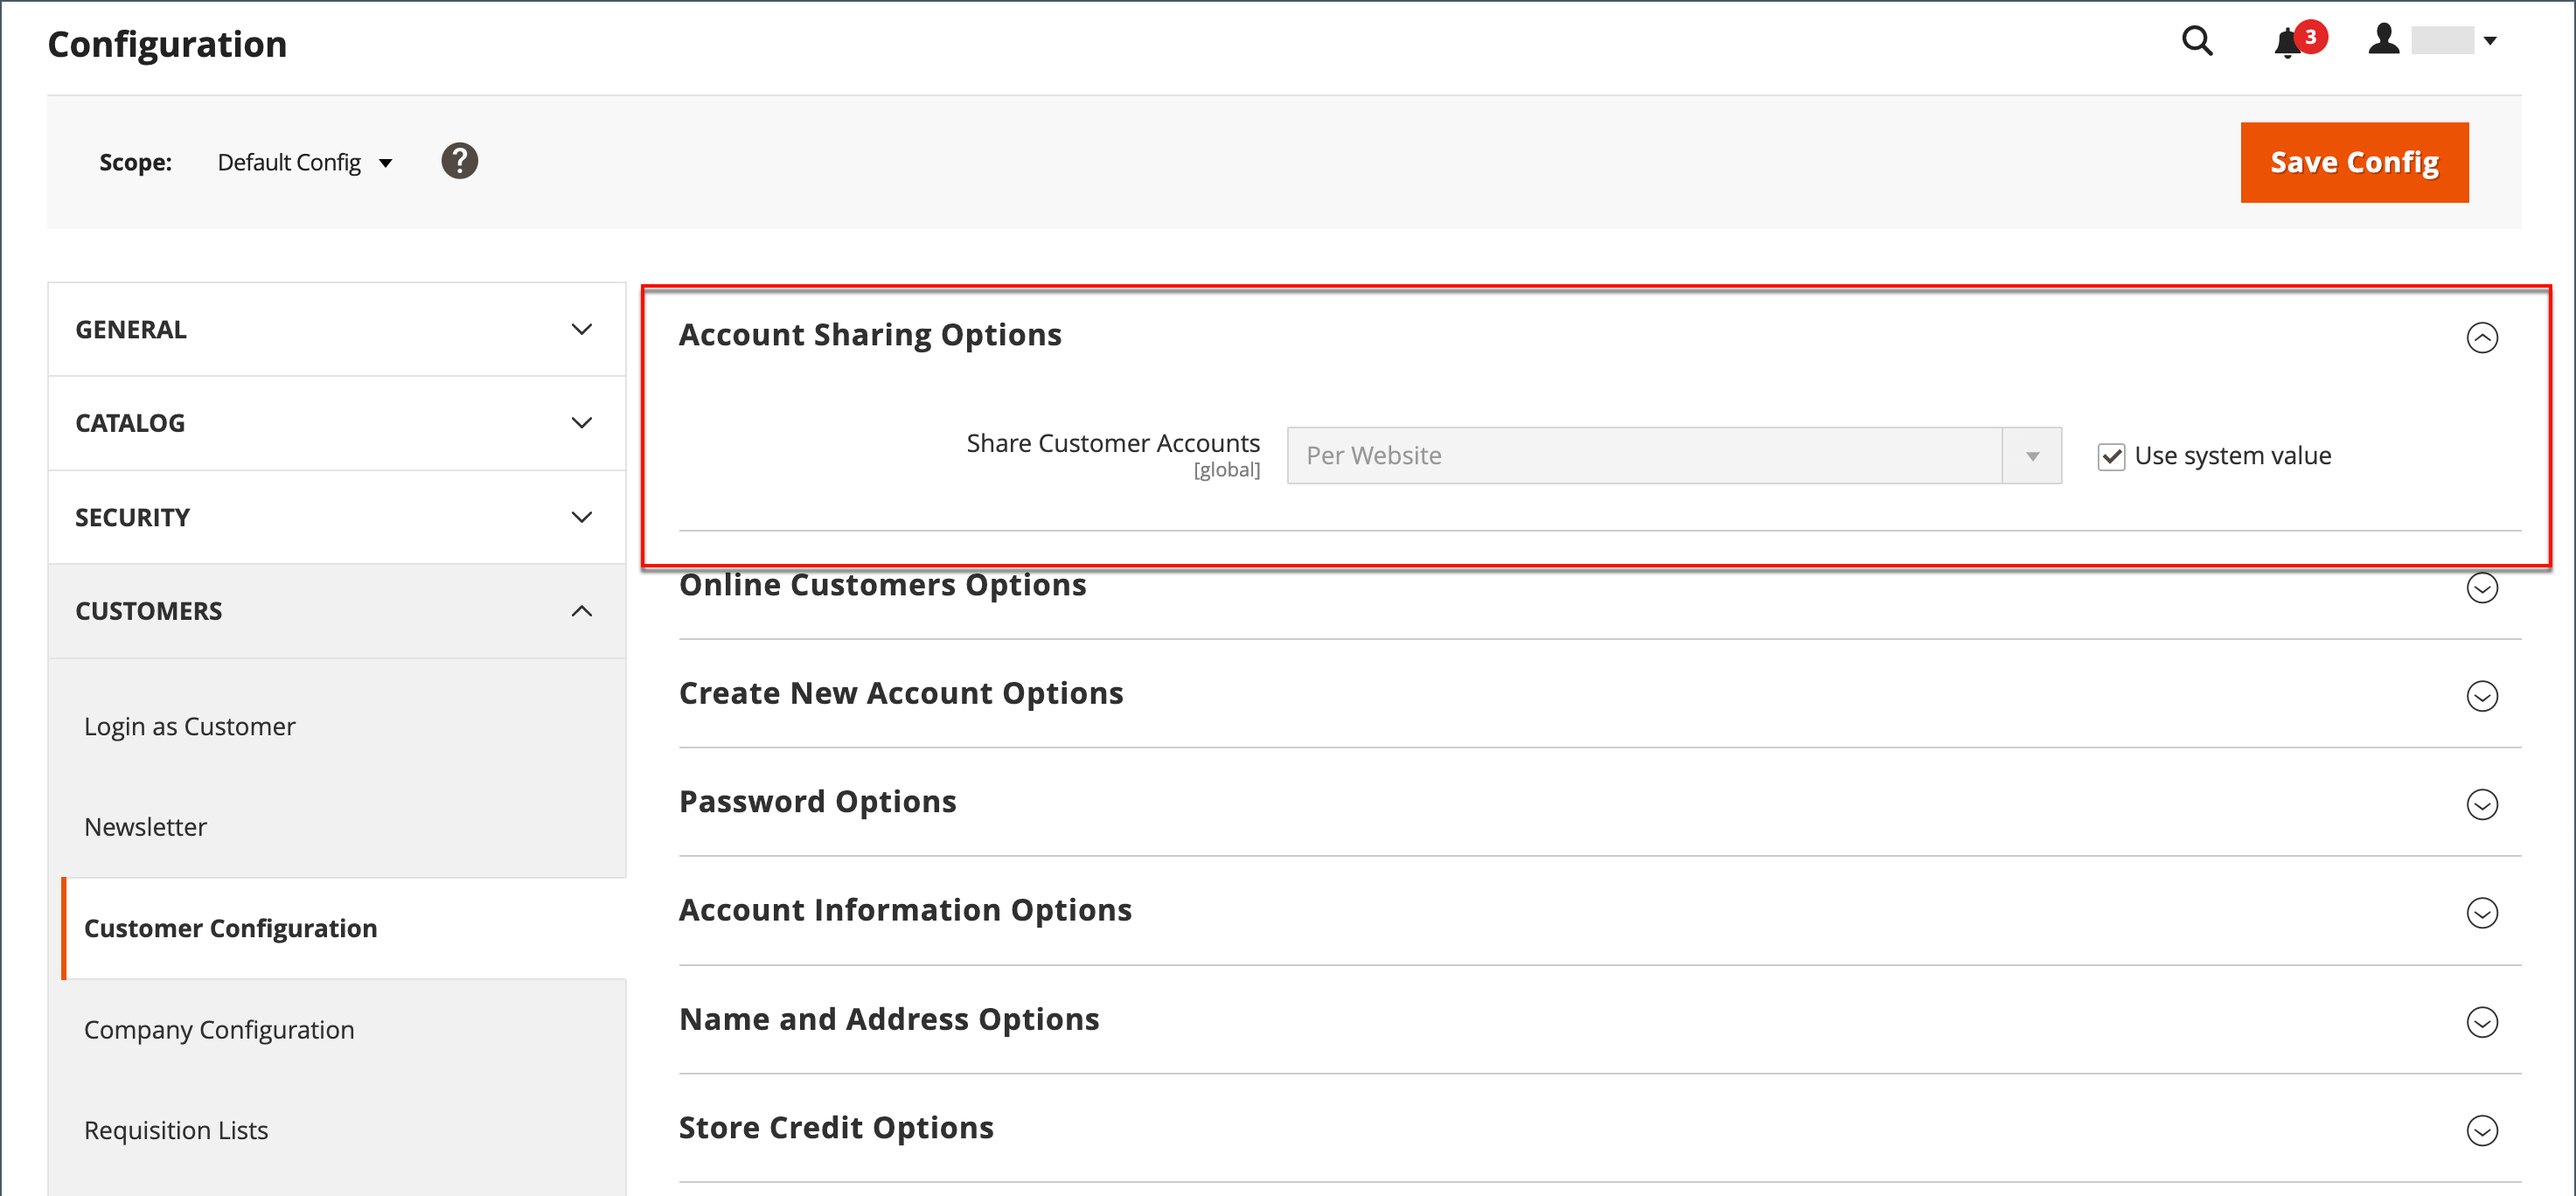 Configuration
3
Scope: Default Config ?
Save Config
GENERAL
CATALOG
SECURITY
CUSTOMERS
Login as Customer
Newsletter
Customer Configuration
Company Configuration
Requisition Lists
Account Sharing Options
Share Customer Accounts
[global]
Per Website
Use system value
Online Customers Options
Create New Account Options
Password Options
Account Information Options
Name and Address Options
Store Credit Options